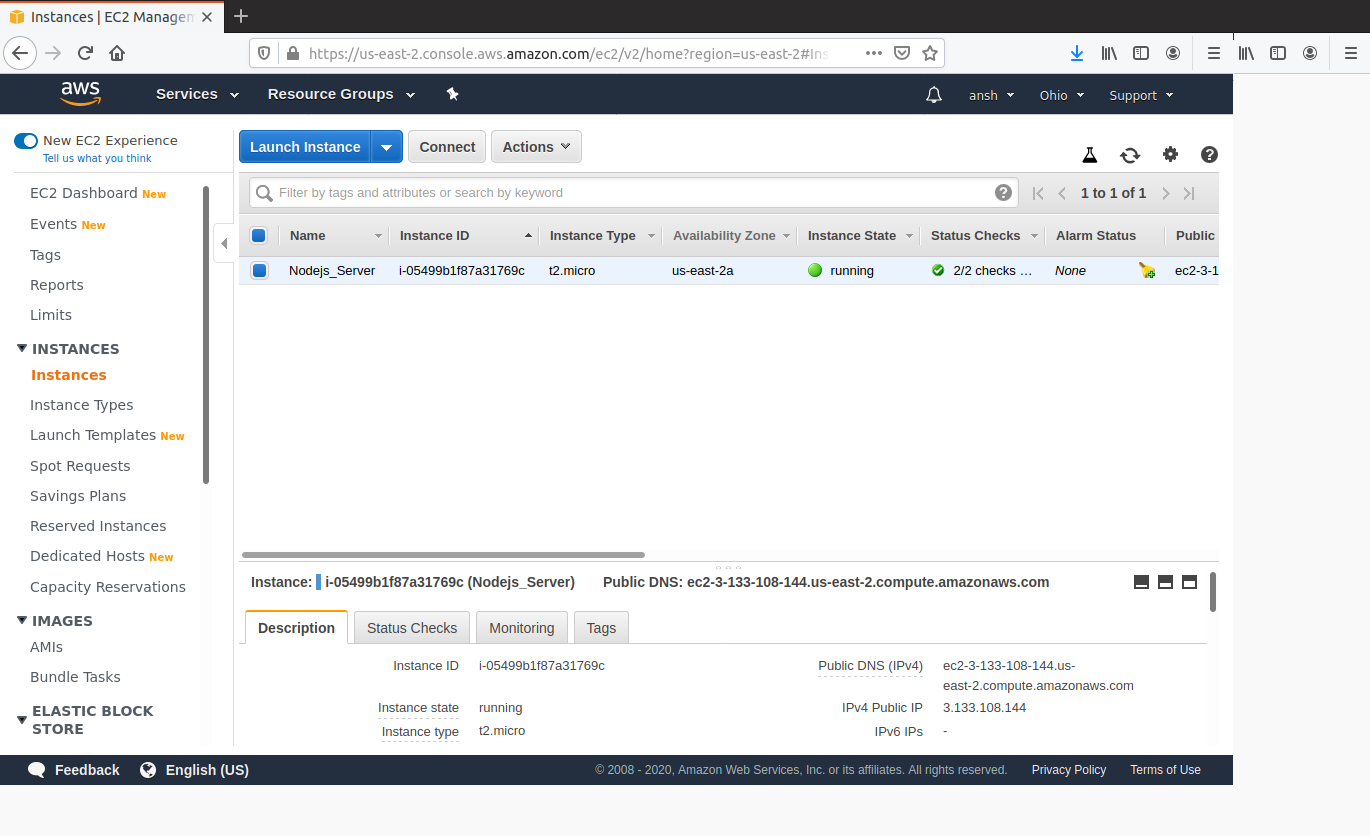 Instances | EC2 Managem
https://us-east-2.console.aws.amazon.com/ec2/v2/home?region=us-east-2#Ins
aws Services Resource Groups ansh Ohio Support
New EC2 Experience
Tell us what you think
EC2 Dashboard New
Events New
Tags
Reports
Limits
INSTANCES
Instances
Instance Types
Launch Templates New
Spot Requests
Savings Plans
Reserved Instances
Dedicated Hosts New
Capacity Reservations
IMAGES
AMIs
Bundle Tasks
ELASTIC BLOCK
STORE
Launch Instance Connect Actions
Filter by tags and attributes or search by keyword 1 to 1 of 1
Name Instance ID Instance Type Availability Zone Instance State Status Checks Alarm Status Public
Nodejs_Server i-05499b1f87a31769c t2.micro us-east-2a running 2/2 checks … None ec2-3-1
Instance: i-05499b1f87a31769c (Nodejs_Server) Public DNS: ec2-3-133-108-144.us-east-2.compute.amazonaws.com
Description Status Checks Monitoring Tags
Instance ID i-05499b1f87a31769c Public DNS (IPv4) ec2-3-133-108-144.us-
east-2.compute.amazonaws.com
Instance state running IPv4 Public IP 3.133.108.144
Instance type t2.micro IPv6 IPs -
Feedback English (US) © 2008 - 2020, Amazon Web Services, Inc. or its affiliates. All rights reserved. Privacy Policy Terms of Use